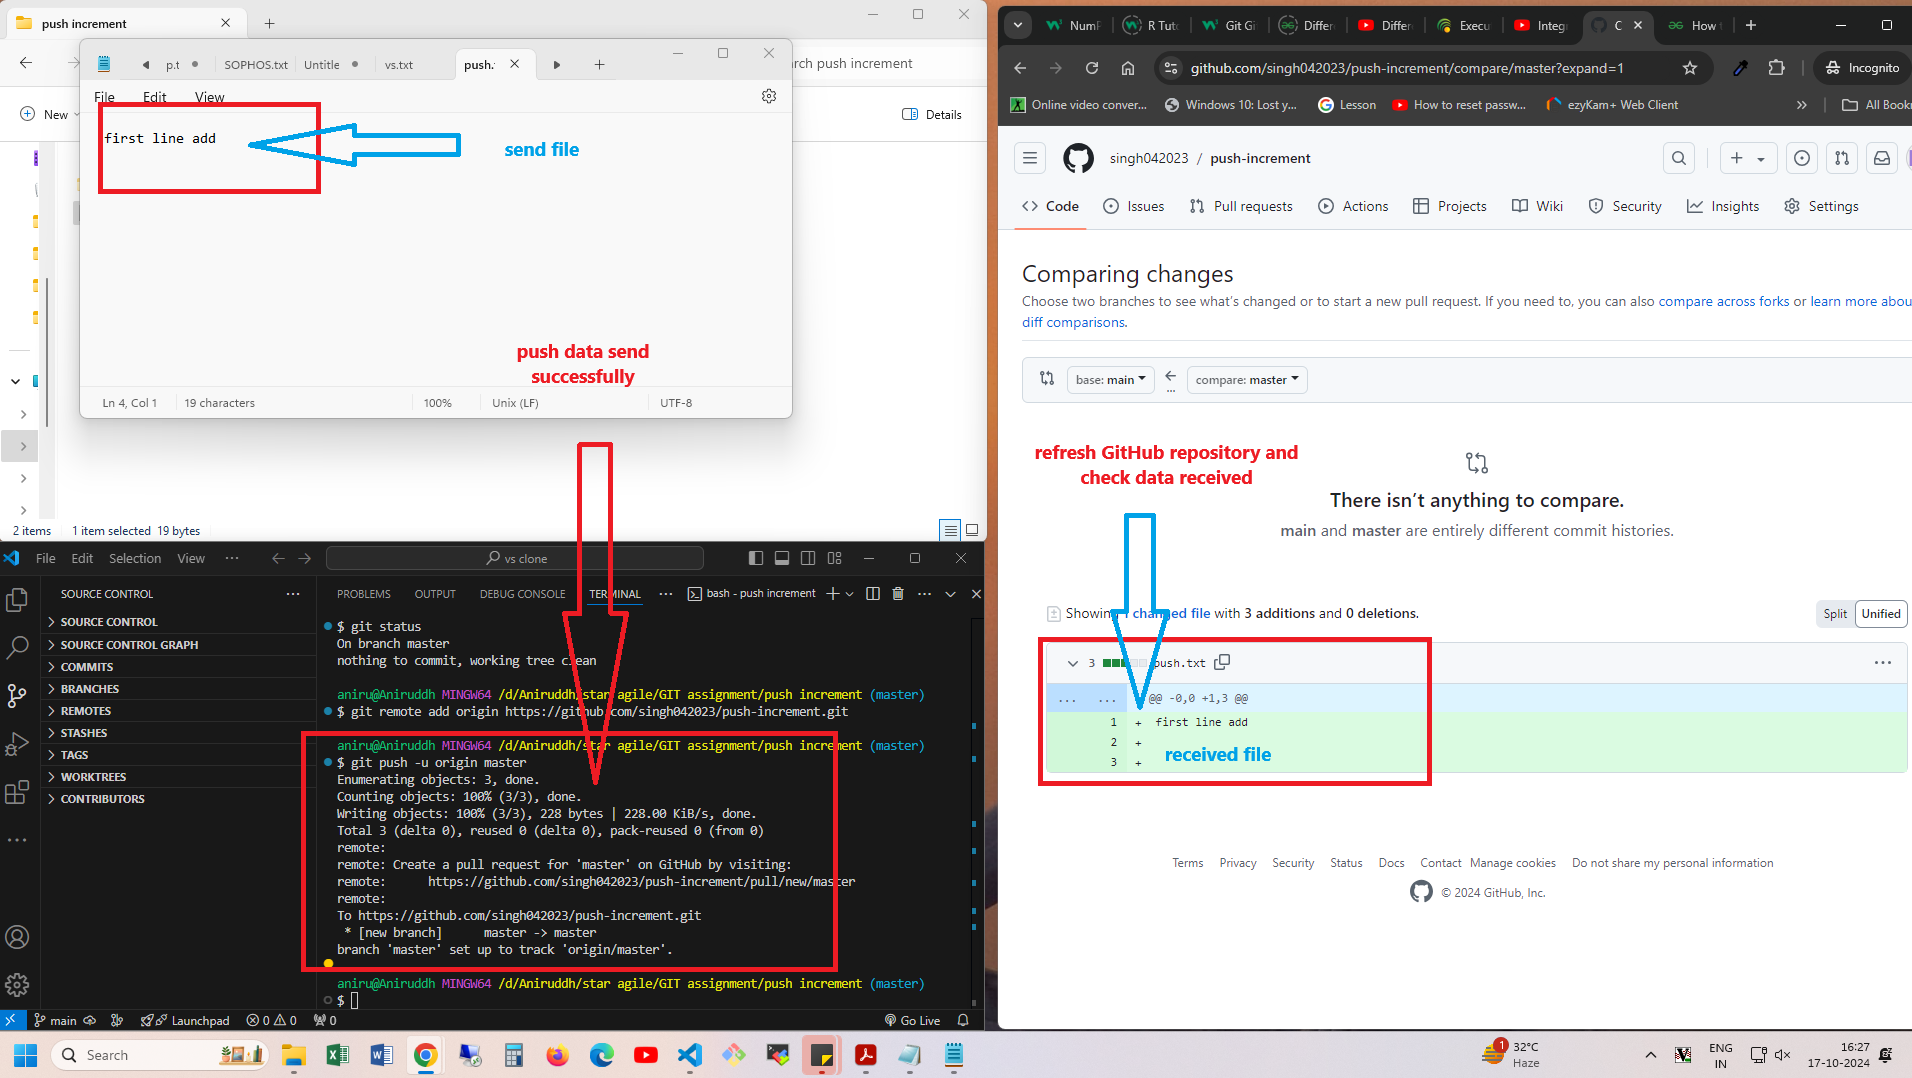 push increment
p.t
SOPHOS.txt
Untitle
vs.txt
push.
rch push increment
File Edit View
New
Details
first line add
send file
push data send
successfully
Ln 4, Col 1
19 characters
100%
Unix (LF)
UTF-8
2 items
1 item selected 19 bytes
File Edit Selection View ...
vs clone
SOURCE CONTROL
SOURCE CONTROL
SOURCE CONTROL GRAPH
COMMITS
BRANCHES
REMOTES
STASHES
TAGS
WORKTREES
CONTRIBUTORS
PROBLEMS OUTPUT DEBUG CONSOLE TERMINAL ... bash - push increment
$ git status
On branch master
nothing to commit, working tree clean
aniru@Aniruddh MINGW64 /d/Aniruddh/star agile/GIT assignment/push increment (master)
$ git remote add origin https://github.com/singh042023/push-increment.git
aniru@Aniruddh MINGW64 /d/Aniruddh/star agile/GIT assignment/push increment (master)
$ git push -u origin master
Enumerating objects: 3, done.
Counting objects: 100% (3/3), done.
Writing objects: 100% (3/3), 228 bytes | 228.00 KiB/s, done.
Total 3 (delta 0), reused 0 (delta 0), pack-reused 0 (from 0)
remote:
remote: Create a pull request for 'master' on GitHub by visiting:
remote:      https://github.com/singh042023/push-increment/pull/new/master
remote:
To https://github.com/singh042023/push-increment.git
* [new branch]      master -> master
branch 'master' set up to track 'origin/master'.
aniru@Aniruddh MINGW64 /d/Aniruddh/star agile/GIT assignment/push increment (master)
$
main
Launchpad
0 0
0
Go Live
NumP
R Tuto
Git Gi
Differ
Differ
Execu
Integ
C
How
github.com/singh042023/push-increment/compare/master?expand=1
Incognito
Online video conver...
Windows 10: Lost y...
Lesson
How to reset passw...
ezyKam+ Web Client
All Book
singh042023 / push-increment
Code
Issues
Pull requests
Actions
Projects
Wiki
Security
Insights
Settings
Comparing changes
Choose two branches to see what's changed or to start a new pull request. If you need to, you can also compare across forks or learn more abou
diff comparisons.
base: main
...
compare: master
refresh GitHub repository and
check data received
There isn't anything to compare.
main and master are entirely different commit histories.
Showing 1 changed file with 3 additions and 0 deletions.
Split Unified
3 push.txt
... ... @@ -0,0 +1,3 @@
1 + first line add
2 +
3 +
received file
Terms Privacy Security Status Docs Contact Manage cookies Do not share my personal information
© 2024 GitHub, Inc.
Search
1
32°C
Haze
ENG
IN
16:27
17-10-2024